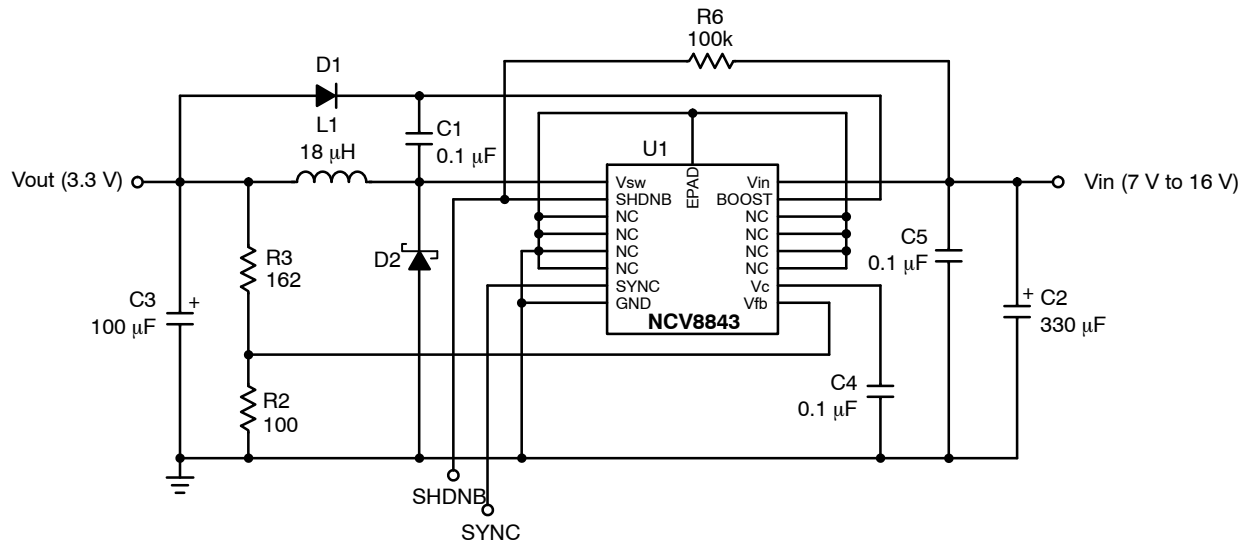 R6
100k
D1
L1
18 μH
C1
0.1 μF
U1
Vout (3.3 V)
Vin (7 V to 16 V)
Vsw
SHDNB
NC
NC
NC
NC
SYNC
GND
EPAD
Vin
BOOST
NC
NC
NC
NC
Vc
Vfb
NCV8843
R3
162
D2
C3
+
100 μF
C5
0.1 μF
+
C2
330 μF
R2
100
C4
0.1 μF
SHDNB
SYNC